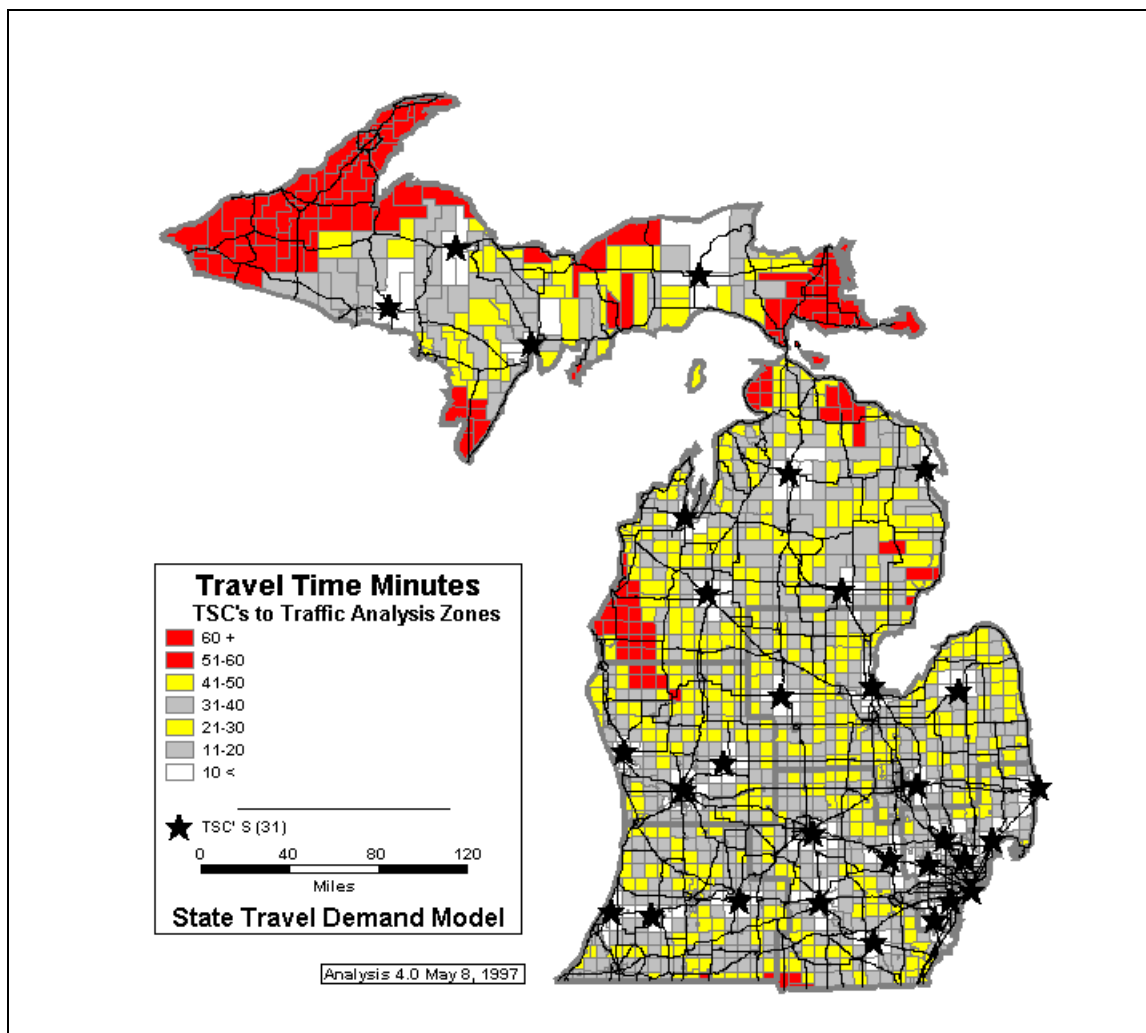 Travel Time Minutes
TSC's to Traffic Analysis Zones
60 +
51-60
41-50
31-40
21-30
11-20
10 <
TSC' S (31)
0 40 80 120
Miles
State Travel Demand Model
Analysis 4.0 May 8, 1997